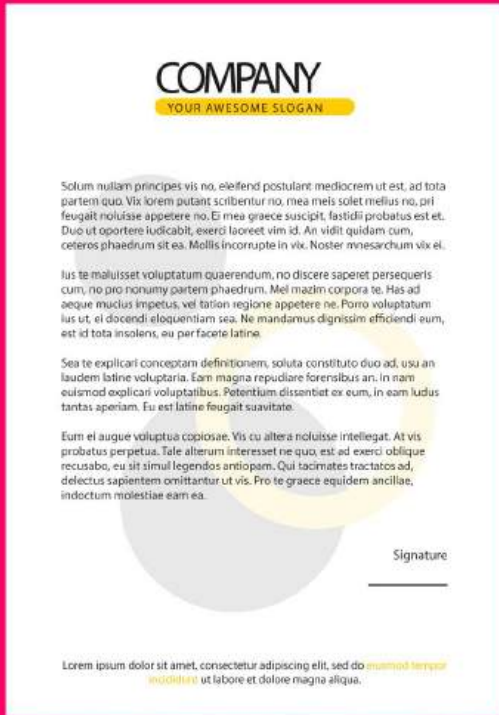 COMPANY
YOUR AWESOME SLOGAN
Solum nullam principes vis no, eleifend postulant mediocrem ut est, ad tota
partem quo. Vix lorem putant scribentur no, mea meis solet melius no, pri
feugait noluisse appetere no. Ei mea graece suscipit, fastidii probatus est et.
Duo ut oportere iudicabit, exerci laoreet vim id. An vidit quidam cum,
ceteros phaedrum sit ea. Mollis incorrupte in vix. Noster mnesarchum vix ei.
Ius te maluisset voluptatum quaerendum, no discere saperet persequeris
cum, no pro nonumy partem phaedrum. Mel mazim corpora te. Has ad
aeque mucius impetus, vel tation regione appetere ne. Porro voluptatum
ius ut, ei docendi eloquentiam sea. Ne mandamus dignissim efficiendi eum,
est id tota insolens, eu per facete latine.
Sea te explicari conceptam definitionem, soluta constituto duo ad, usu an
laudem latine voluptaria. Eam magna repudiare forensibus an. In nam
euismod explicari voluptatibus. Petentium dissentiet ex eum, in eam ludus
tantas aperiam. Eu est latine feugait suavitate.
Eum ei augue voluptua copiosae. Vis cu altera noluisse intellegat. At vis
probatus perpetua. Tale alterum interesset ne quo, est ad exerci oblique
recusabo, eu sit simul legendos antiopam. Qui tacimates tractatos ad,
delectus sapientem omittantur ut vis. Pro te graece equidem ancillae,
indoctum molestiae eam ea.
Signature
Lorem ipsum dolor sit amet, consectetur adipiscing elit, sed do eiusmod tempor
incididunt ut labore et dolore magna aliqua.